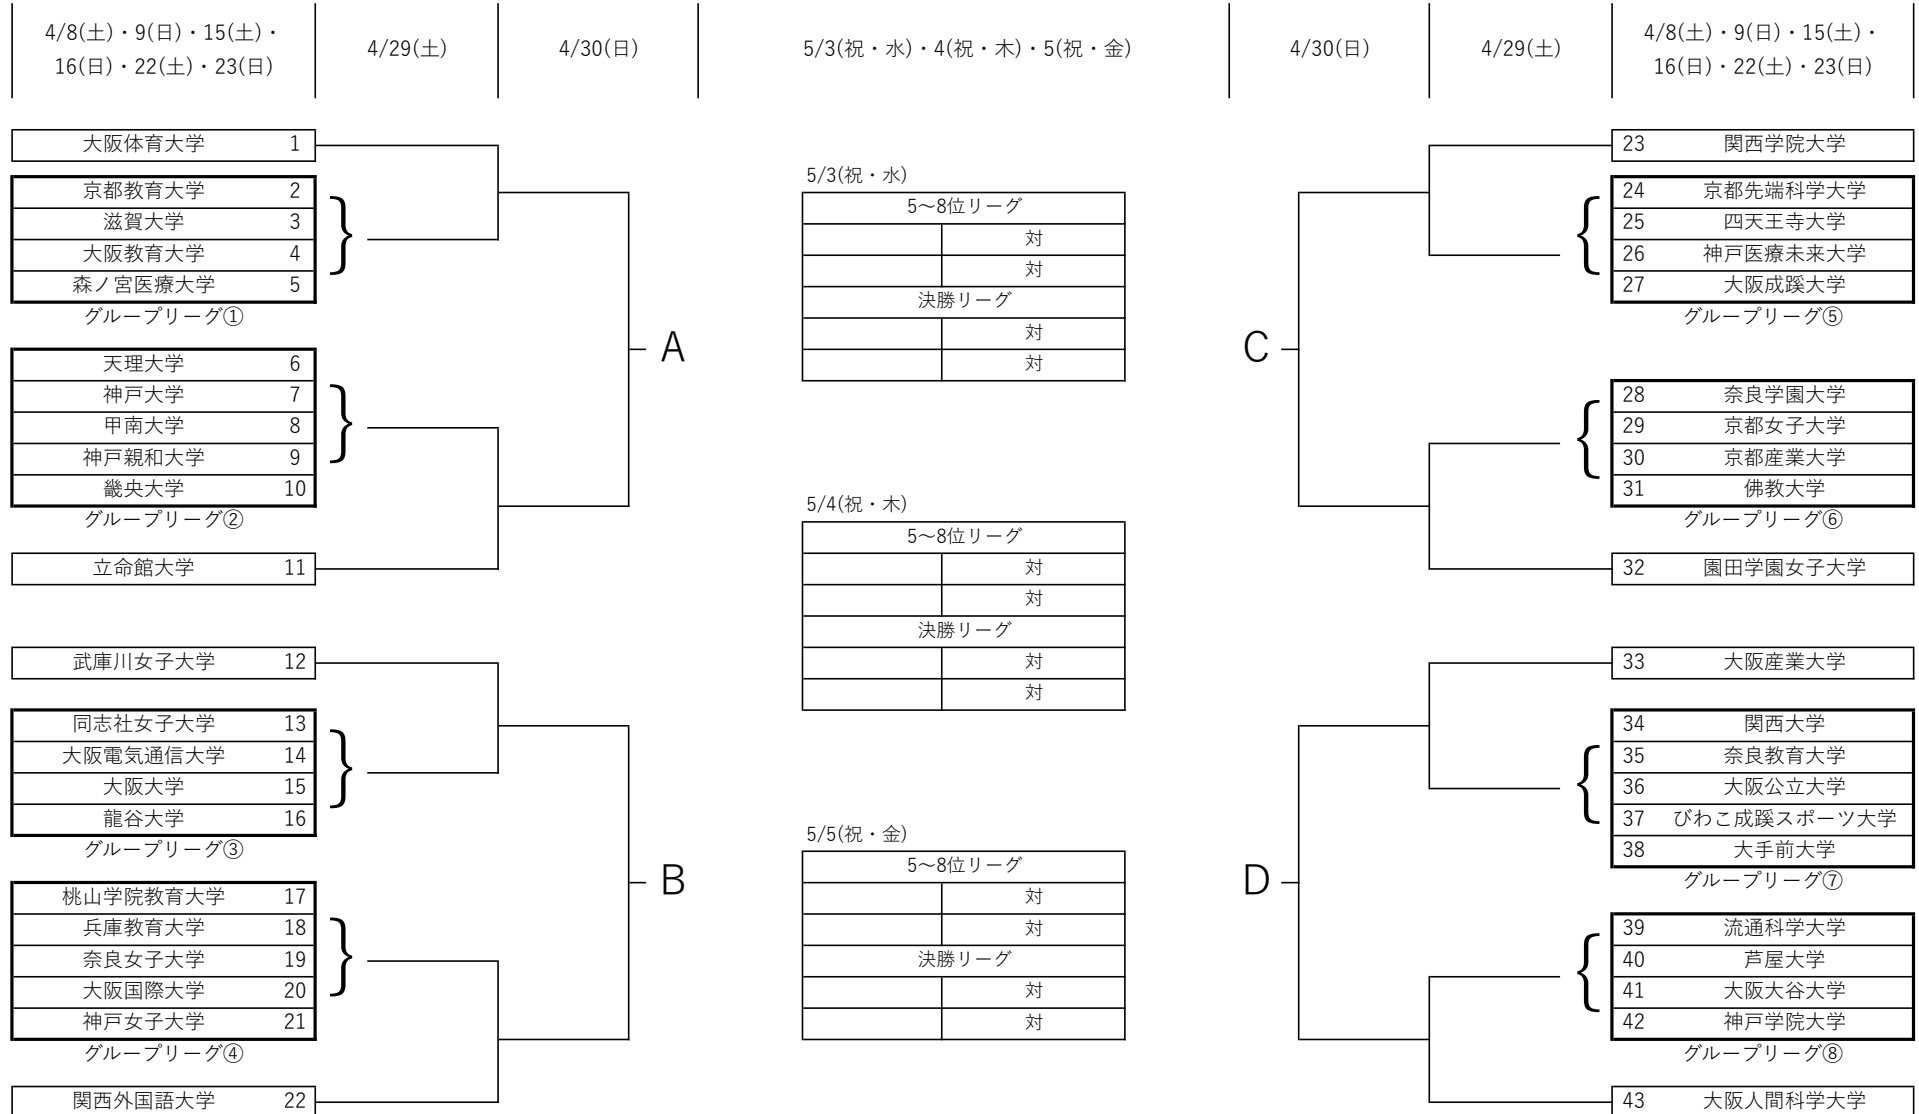 4/8(土)・9(日)・15(土)・
16(日)・22(土)・23(日)
4/29(土)
4/30(日)
5/3(祝・水)・4(祝・木)・5(祝・金)
4/30(日)
4/29(土)
4/8(土)・9(日)・15(土)・
16(日)・22(土)・23(日)
大阪体育大学 1
京都教育大学 2
滋賀大学 3
大阪教育大学 4
森ノ宮医療大学 5
グループリーグ①
天理大学 6
神戸大学 7
甲南大学 8
神戸親和大学 9
畿央大学 10
グループリーグ②
立命館大学 11
武庫川女子大学 12
同志社女子大学 13
大阪電気通信大学 14
大阪大学 15
龍谷大学 16
グループリーグ③
桃山学院教育大学 17
兵庫教育大学 18
奈良女子大学 19
大阪国際大学 20
神戸女子大学 21
グループリーグ④
関西外国語大学 22
A
B
5/3(祝・水)
5〜8位リーグ
対
対
決勝リーグ
対
対
5/4(祝・木)
5〜8位リーグ
対
対
決勝リーグ
対
対
5/5(祝・金)
5〜8位リーグ
対
対
決勝リーグ
対
対
C
D
23 関西学院大学
24 京都先端科学大学
25 四天王寺大学
26 神戸医療未来大学
27 大阪成蹊大学
グループリーグ⑤
28 奈良学園大学
29 京都女子大学
30 京都産業大学
31 佛教大学
グループリーグ⑥
32 園田学園女子大学
33 大阪産業大学
34 関西大学
35 奈良教育大学
36 大阪公立大学
37 びわこ成蹊スポーツ大学
38 大手前大学
グループリーグ⑦
39 流通科学大学
40 芦屋大学
41 大阪大谷大学
42 神戸学院大学
グループリーグ⑧
43 大阪人間科学大学